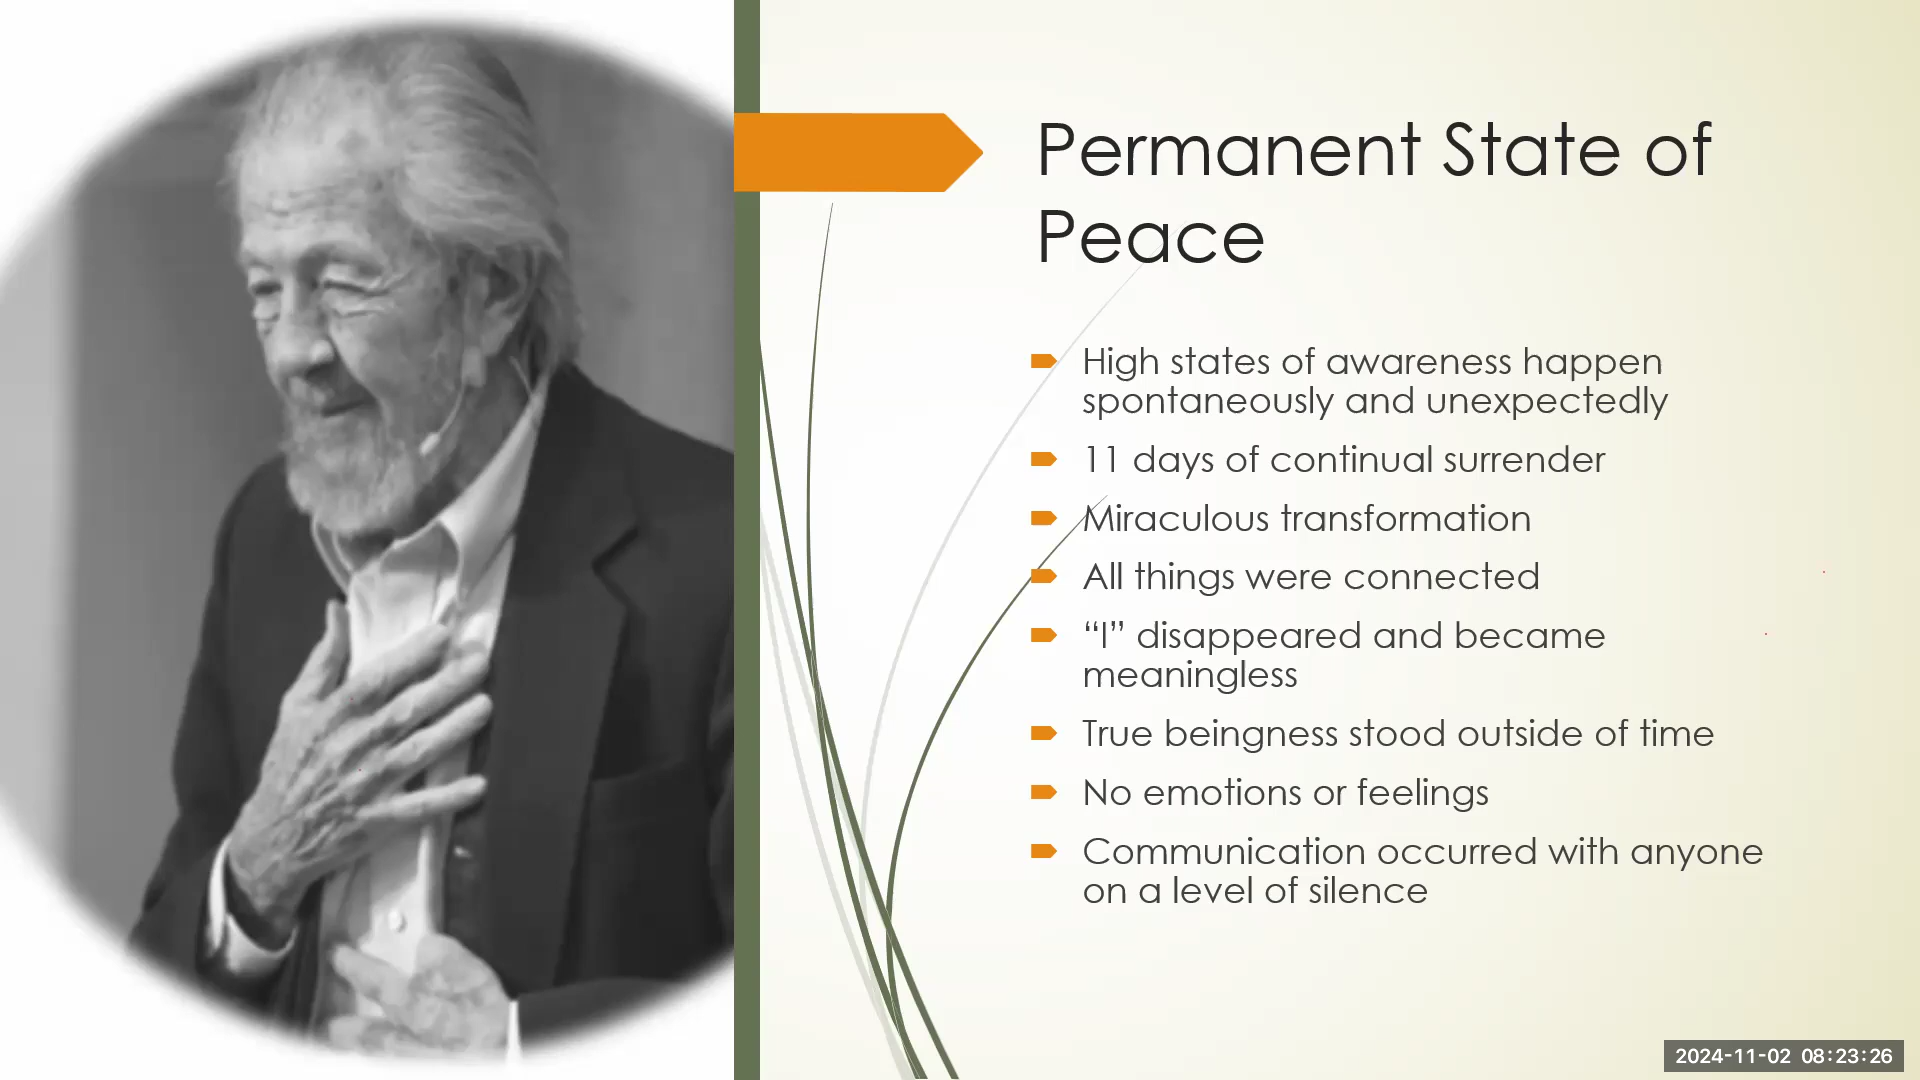 Permanent State of
Peace
High states of awareness happen
spontaneously and unexpectedly
11 days of continual surrender
Miraculous transformation
All things were connected
“I” disappeared and became
meaningless
True beingness stood outside of time
No emotions or feelings
Communication occurred with anyone
on a level of silence
2024-11-02 08:23:26